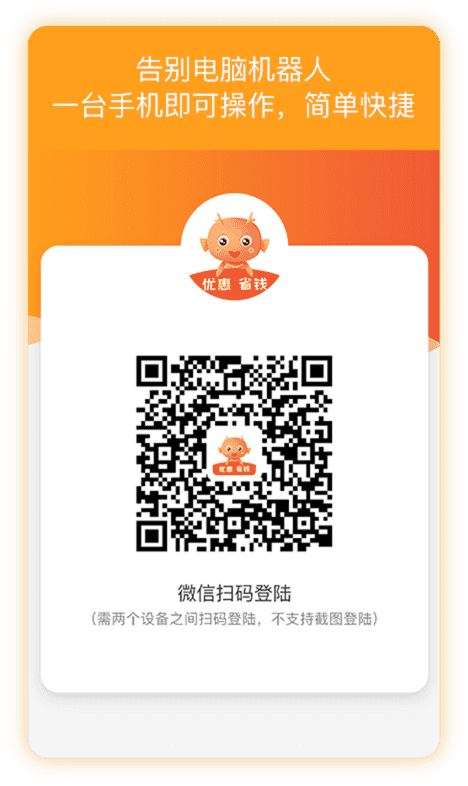 告别电脑机器人
一台手机即可操作，简单快捷
优惠 省钱
优惠 省钱
微信扫码登陆
（需两个设备之间扫码登陆，不支持截图登陆）